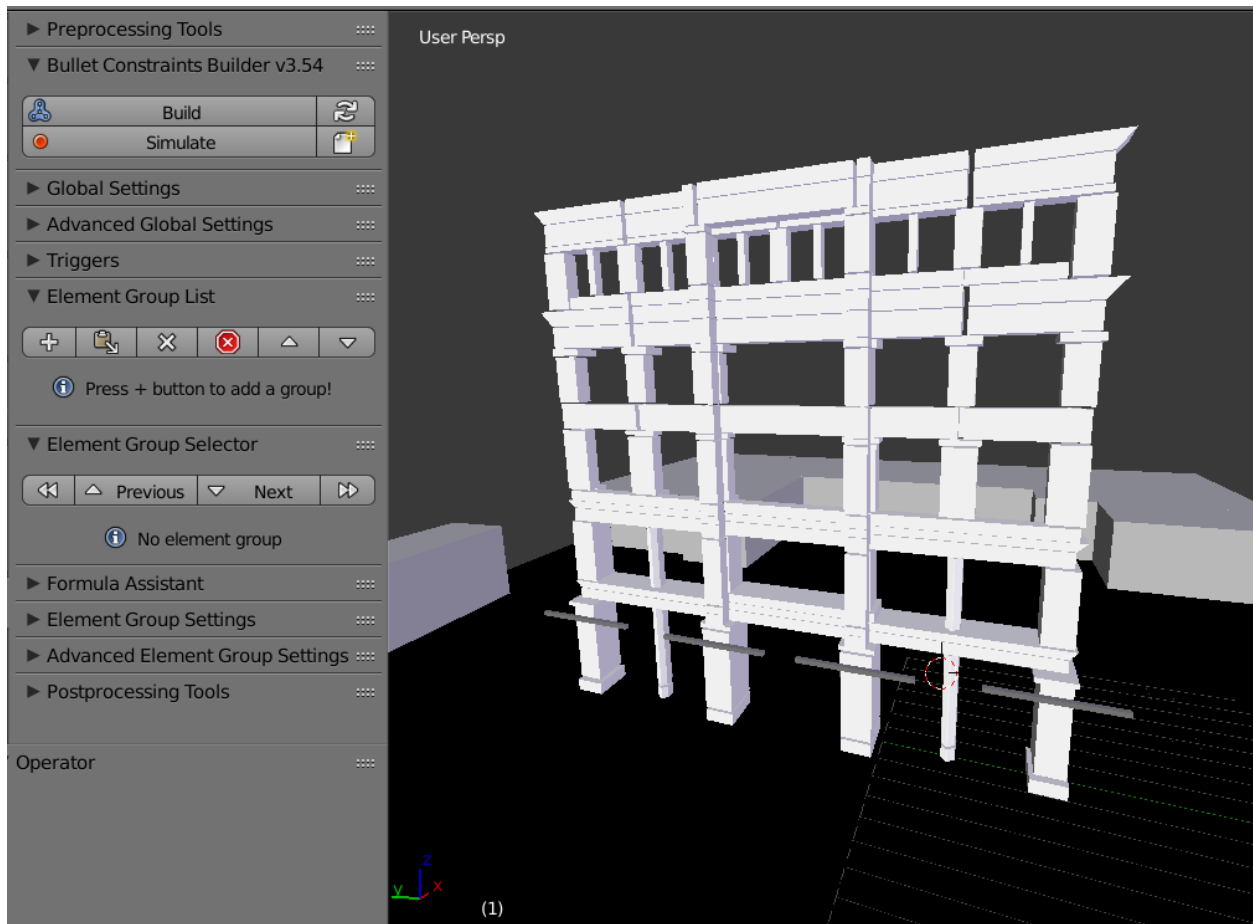 Preprocessing Tools
Bullet Constraints Builder v3.54
Build
Simulate
Global Settings
Advanced Global Settings
Triggers
Element Group List
Press + button to add a group!
Element Group Selector
Previous Next
No element group
Formula Assistant
Element Group Settings
Advanced Element Group Settings
Postprocessing Tools
Operator
User Persp
z
y x
(1)